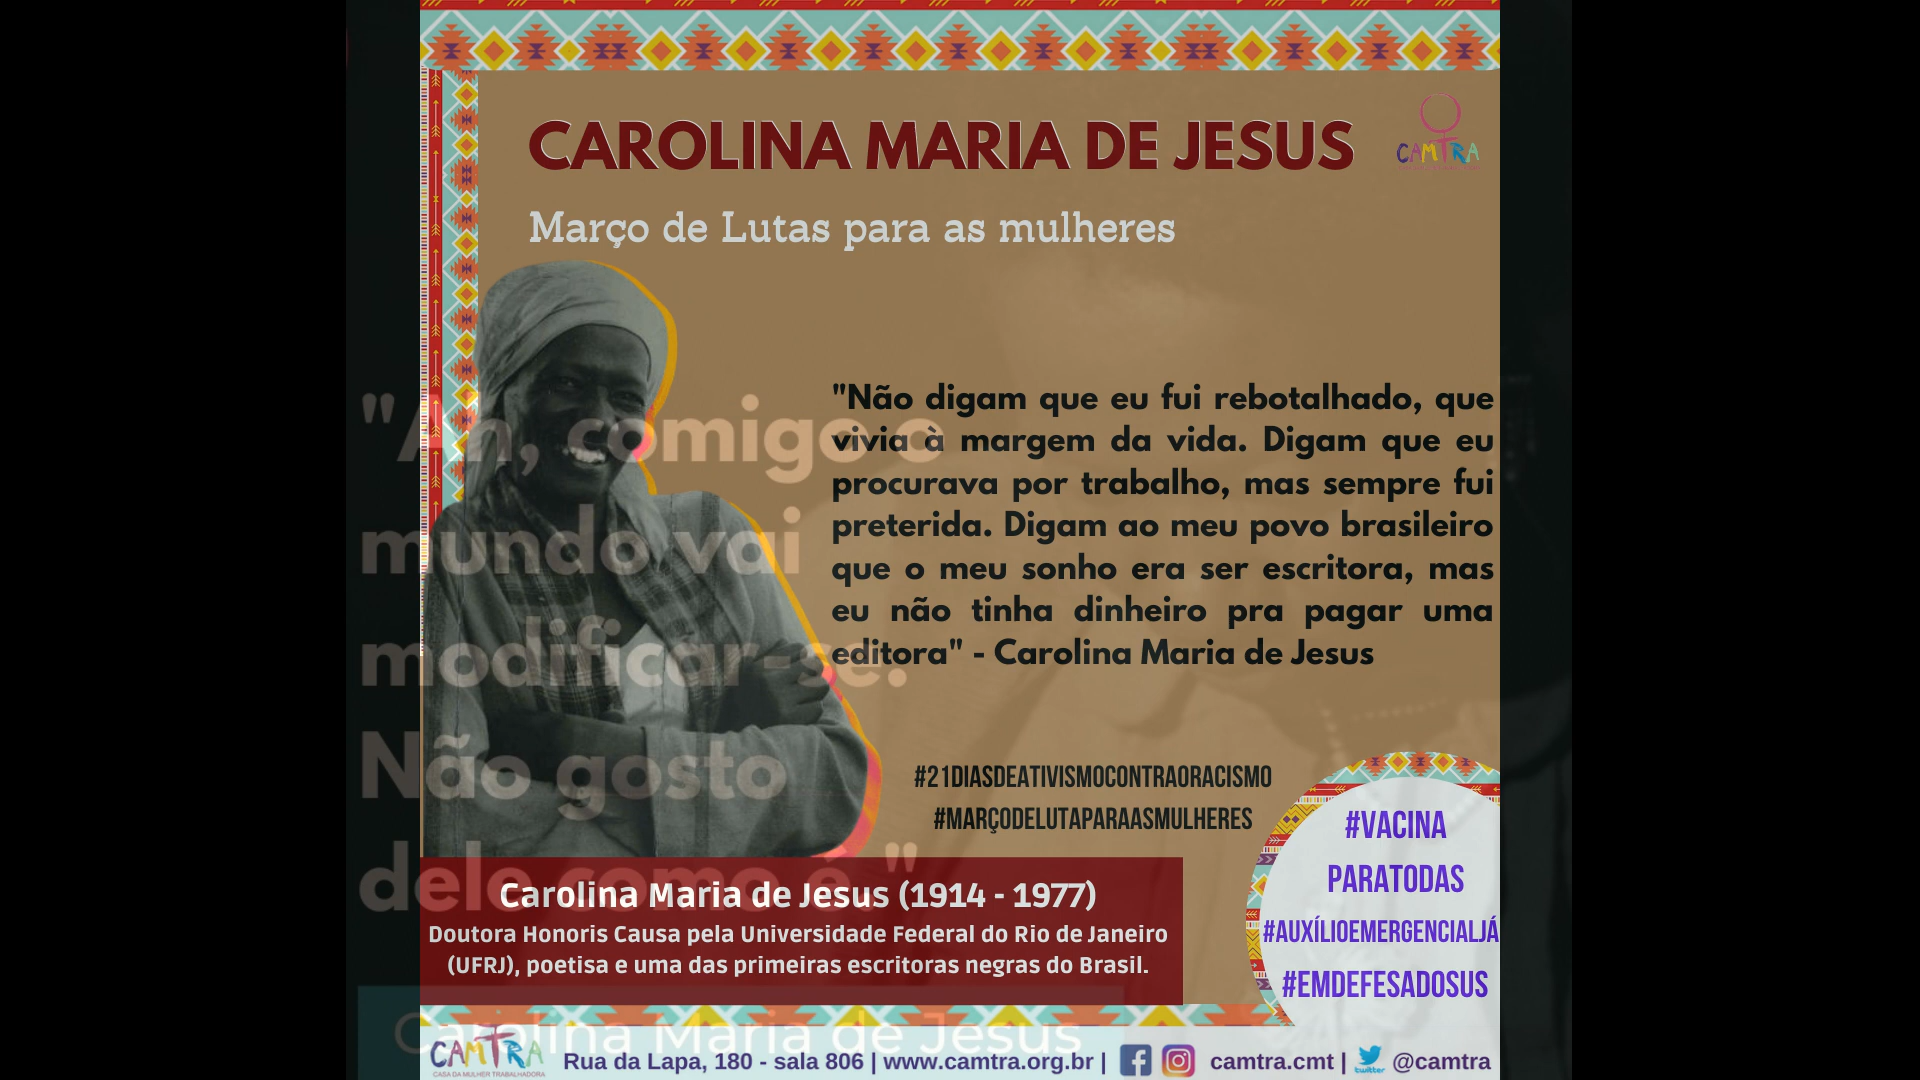 CAROLINA MARIA DE JESUS
CAMTRA
Março de Lutas para as mulheres
"Não digam que eu fui rebotalhado, que
vivia à margem da vida. Digam que eu
procurava por trabalho, mas sempre fui
preterida. Digam ao meu povo brasileiro
que o meu sonho era ser escritora, mas
eu não tinha dinheiro pra pagar uma
editora" - Carolina Maria de Jesus
"Ah, comigo o
mundo vai
modificar-se.
Não gosto
dele como é."
Carolina Maria de Jesus
#21DIASDEATIVISMOCONTRAORACISMO
#MARÇODELUTAPARAASMULHERES
#VACINA
PARATODAS
#AUXÍLIOEMERGENCIALJÁ
#EMDEFESADOSUS
Carolina Maria de Jesus (1914 - 1977)
Doutora Honoris Causa pela Universidade Federal do Rio de Janeiro
(UFRJ), poetisa e uma das primeiras escritoras negras do Brasil.
CAMTRA
CASA DA MULHER TRABALHADORA
Rua da Lapa, 180 - sala 806 | www.camtra.org.br | camtra.cmt | twitter @camtra